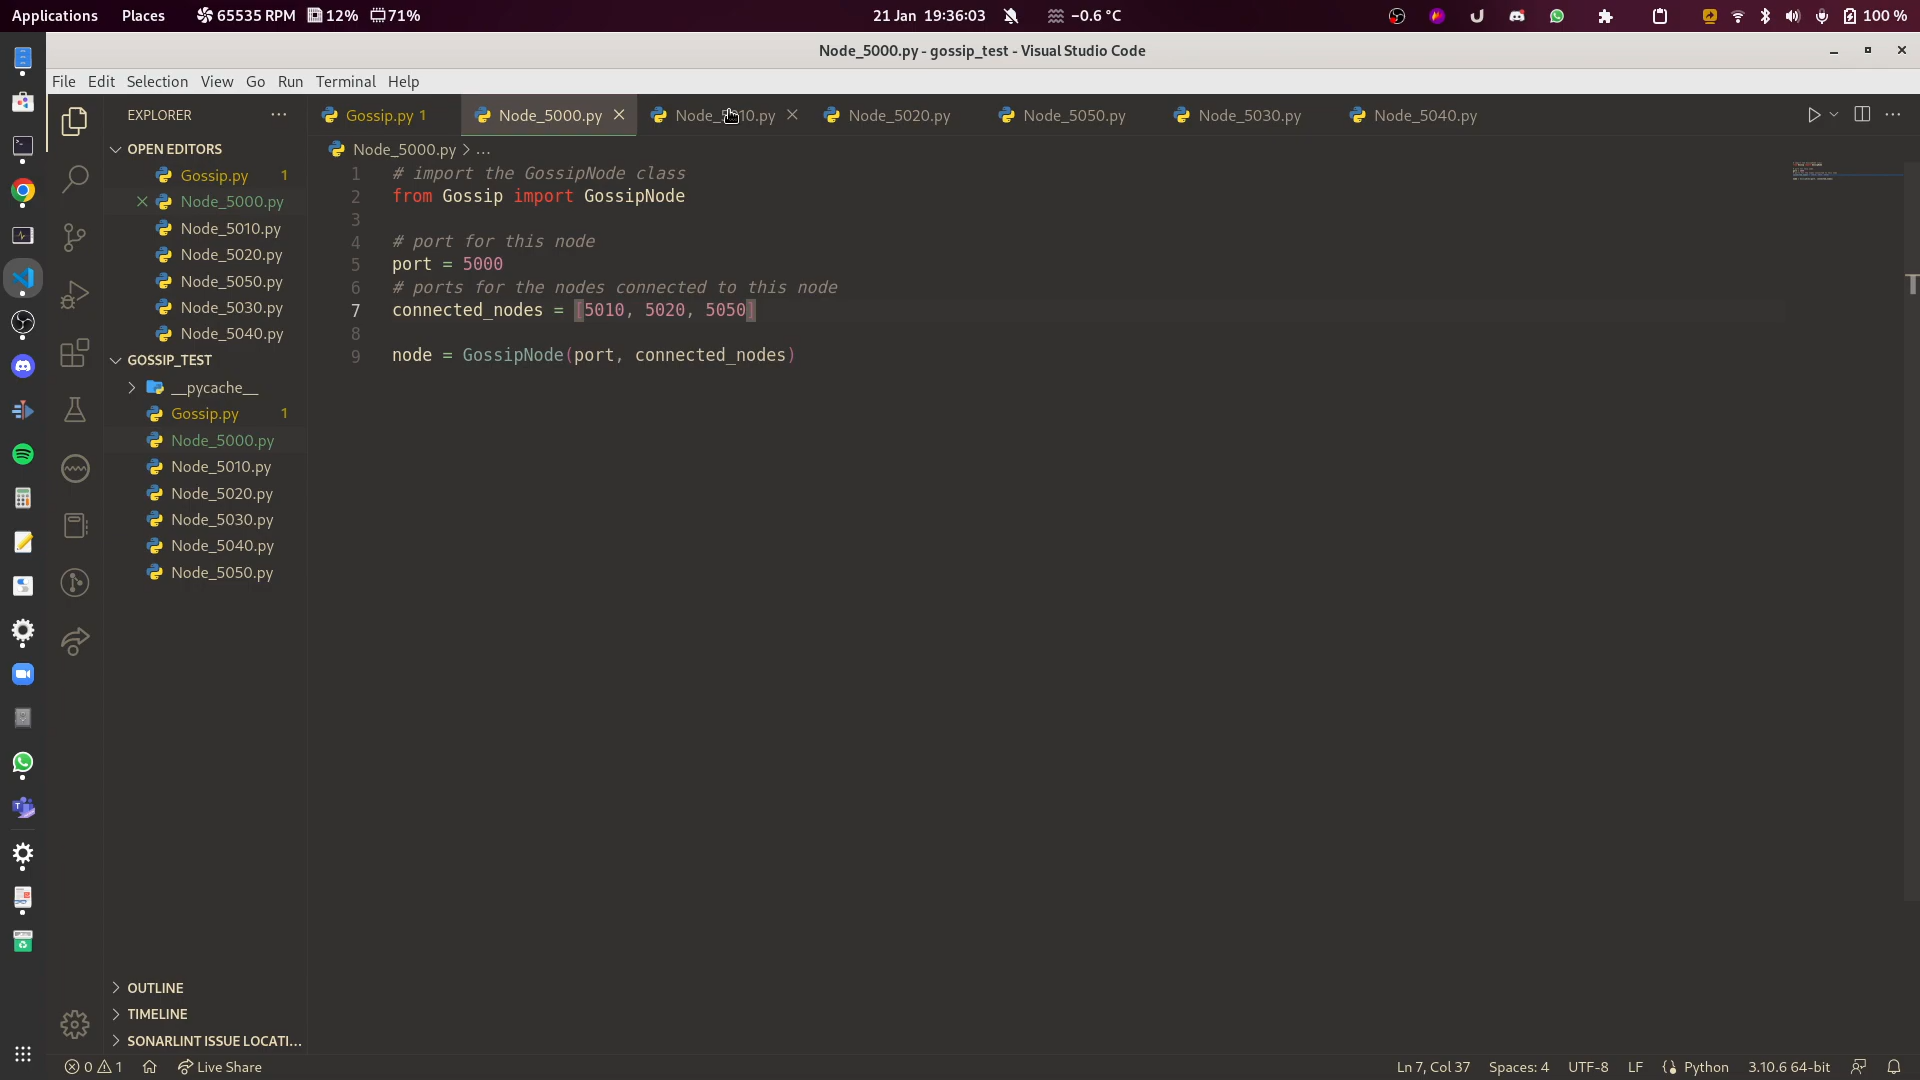 Applications Places 65535 RPM 12% 71% 21 Jan 19:36:03 −0.6 °C 100 %
Node_5000.py - gossip_test - Visual Studio Code
File Edit Selection View Go Run Terminal Help
EXPLORER
OPEN EDITORS
Gossip.py 1
Node_5000.py
Node_5010.py
Node_5020.py
Node_5050.py
Node_5030.py
Node_5040.py
GOSSIP_TEST
__pycache__
Gossip.py 1
Node_5000.py
Node_5010.py
Node_5020.py
Node_5030.py
Node_5040.py
Node_5050.py
OUTLINE
TIMELINE
SONARLINT ISSUE LOCATI...
Gossip.py 1 Node_5000.py Node_5010.py Node_5020.py Node_5050.py Node_5030.py Node_5040.py
Node_5000.py > ...
1 # import the GossipNode class
2 from Gossip import GossipNode
3
4 # port for this node
5 port = 5000
6 # ports for the nodes connected to this node
7 connected_nodes = [5010, 5020, 5050]
8
9 node = GossipNode(port, connected_nodes)
0 1 Live Share Ln 7, Col 37 Spaces: 4 UTF-8 LF Python 3.10.6 64-bit